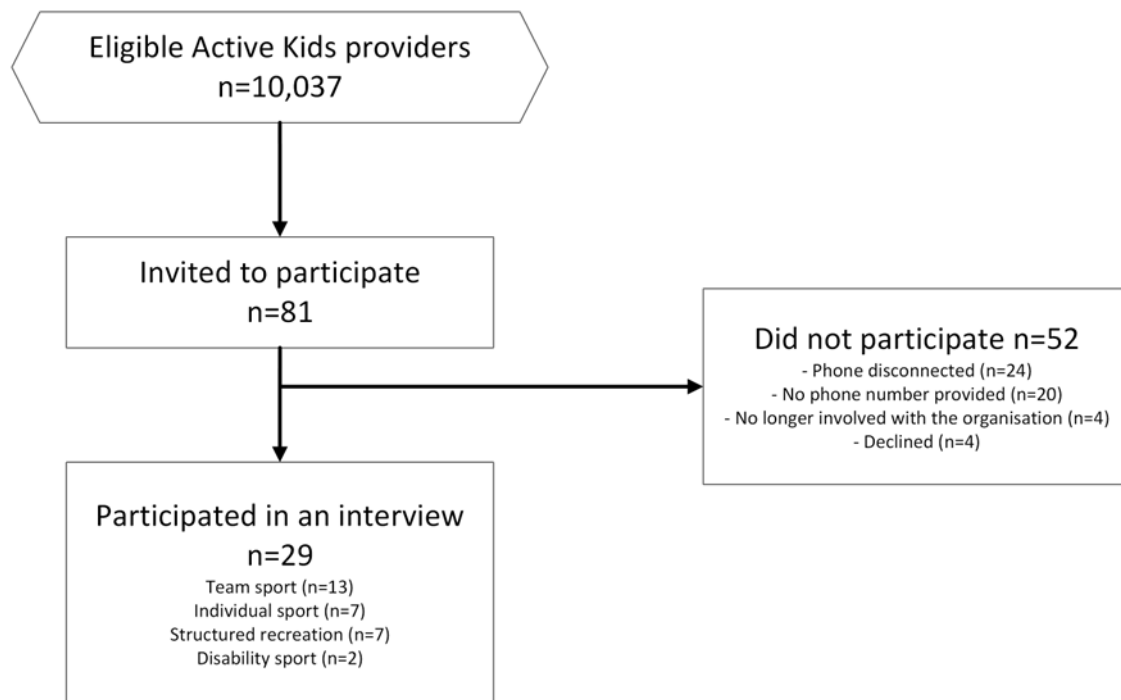 Eligible Active Kids providers
n=10,037
Invited to participate
n=81
Did not participate n=52
- Phone disconnected (n=24)
- No phone number provided (n=20)
- No longer involved with the organisation (n=4)
- Declined (n=4)
Participated in an interview
n=29
Team sport (n=13)
Individual sport (n=7)
Structured recreation (n=7)
Disability sport (n=2)